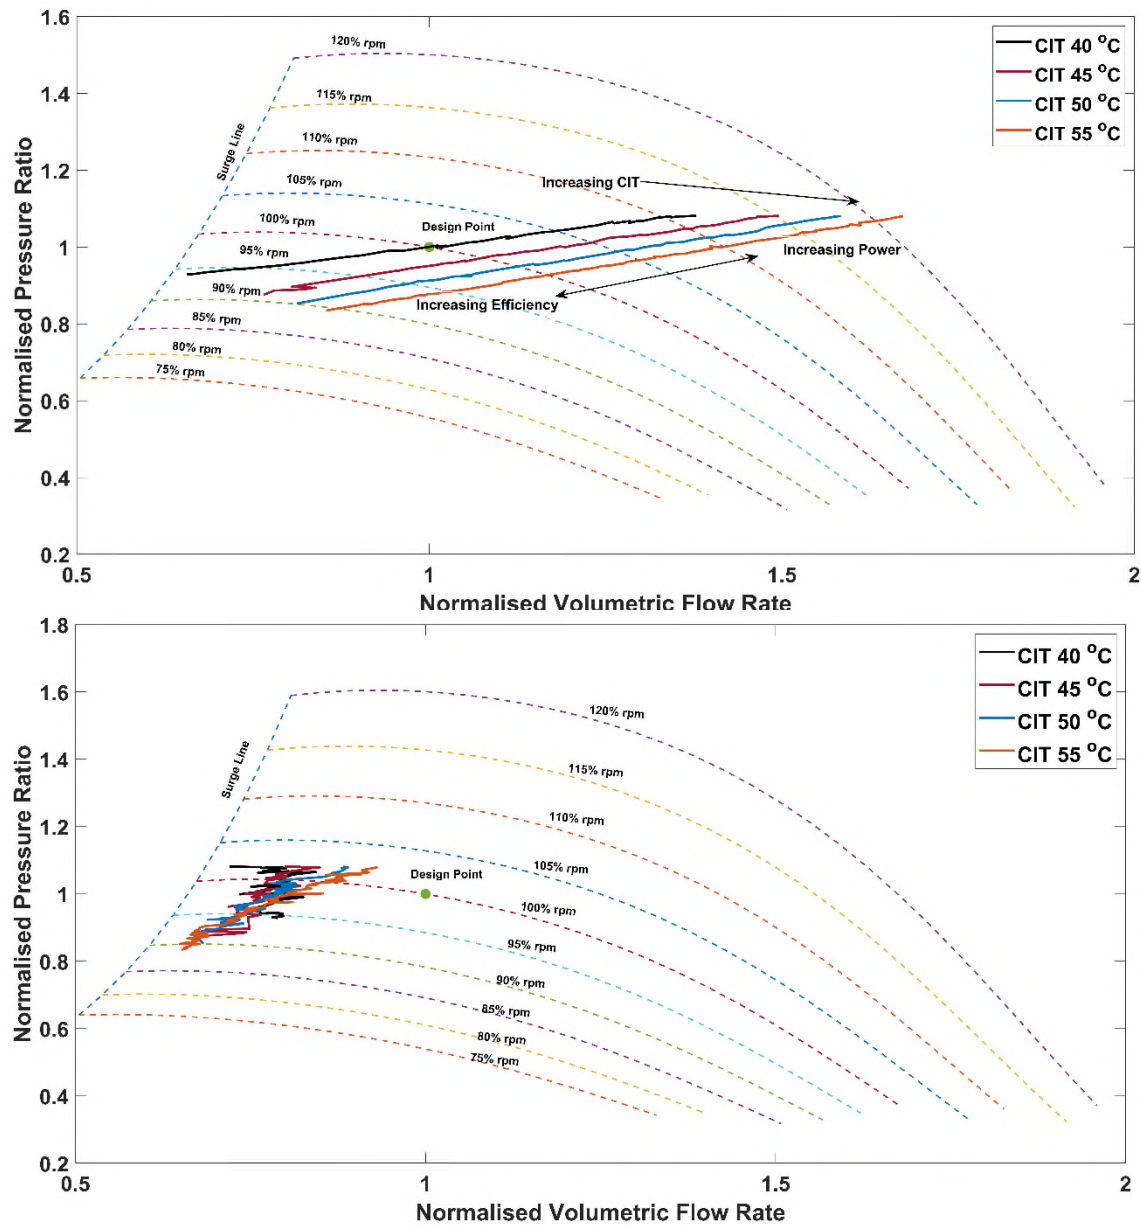 1.6
1.4
1.2
1
0.8
0.6
0.4
0.2
Normalised Pressure Ratio
120% rpm
115% rpm
110% rpm
105% rpm
100% rpm
95% rpm
90% rpm
85% rpm
80% rpm
75% rpm
Surge Line
Design Point
Increasing CIT
Increasing Power
Increasing Efficiency
CIT 40 °C
CIT 45 °C
CIT 50 °C
CIT 55 °C
0.5
1
1.5
2
Normalised Volumetric Flow Rate
1.8
1.6
1.4
1.2
1
0.8
0.6
0.4
0.2
Normalised Pressure Ratio
Surge Line
120% rpm
115% rpm
110% rpm
105% rpm
Design Point
100% rpm
95% rpm
90% rpm
85% rpm
80% rpm
75% rpm
CIT 40 °C
CIT 45 °C
CIT 50 °C
CIT 55 °C
0.5
1
1.5
2
Normalised Volumetric Flow Rate